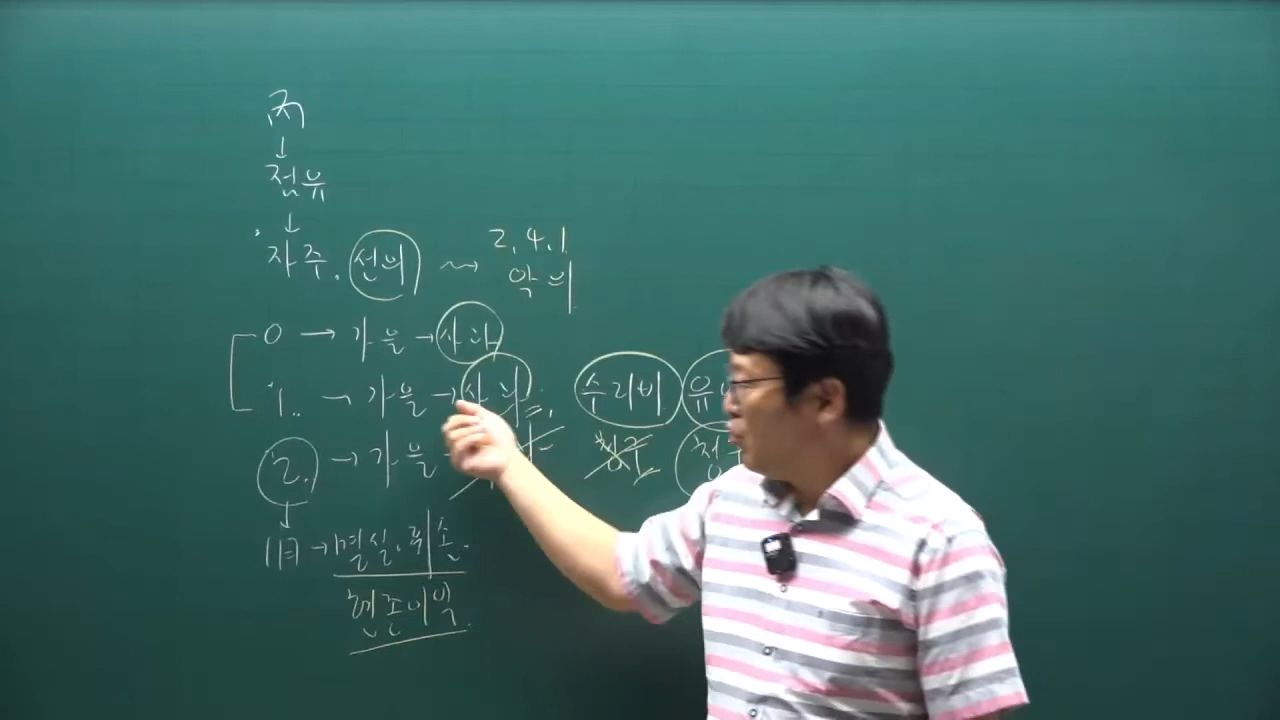 점유
↓
자주. 선의 ~→ 2, 4, 1
악의
0 → 가을 → 사과
1.. → 가을 → 사과
수리비 유
2. → 가을
청구
↓
1月 → 멸실, 훼손.
현존이익.